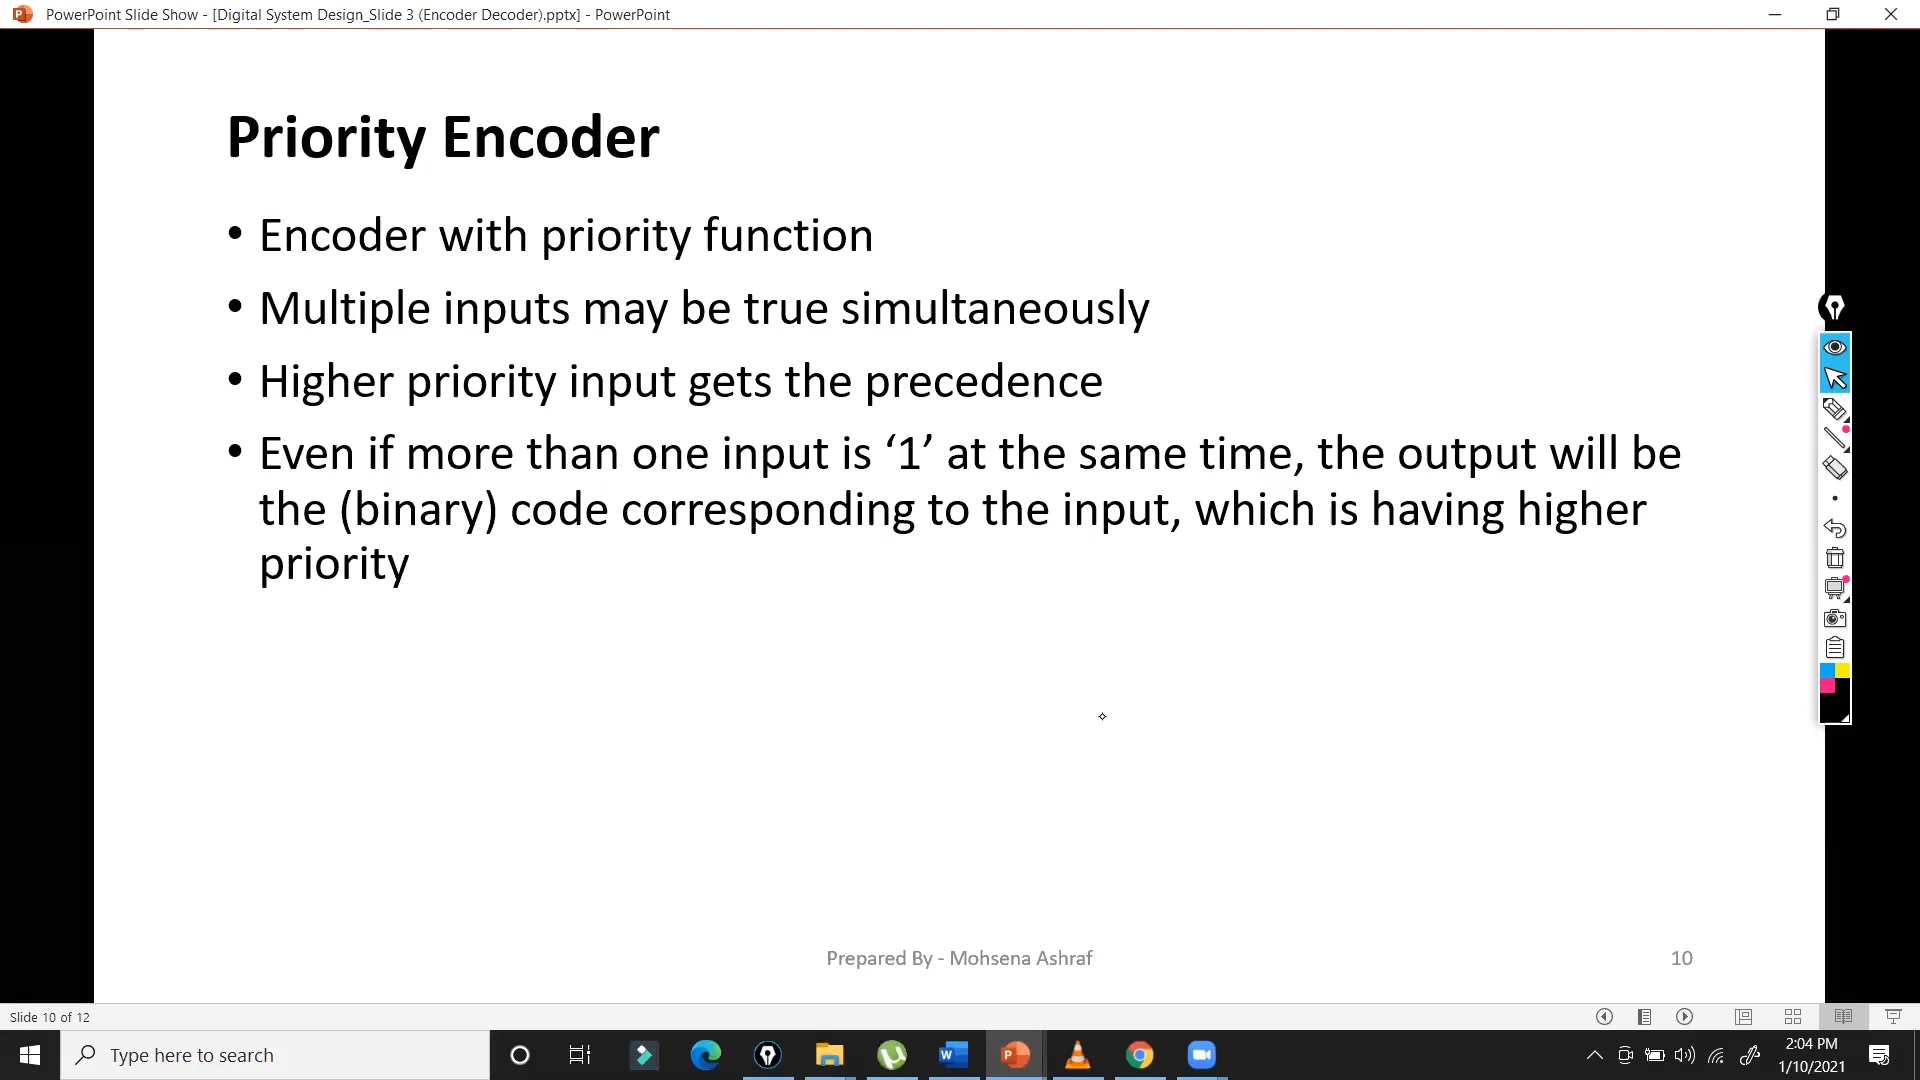 PowerPoint Slide Show - [Digital System Design_Slide 3 (Encoder Decoder).pptx] - PowerPoint
Priority Encoder
• Encoder with priority function
• Multiple inputs may be true simultaneously
• Higher priority input gets the precedence
• Even if more than one input is ‘1’ at the same time, the output will be
the (binary) code corresponding to the input, which is having higher
priority
Prepared By - Mohsena Ashraf
10
Slide 10 of 12
Type here to search
2:04 PM
1/10/2021